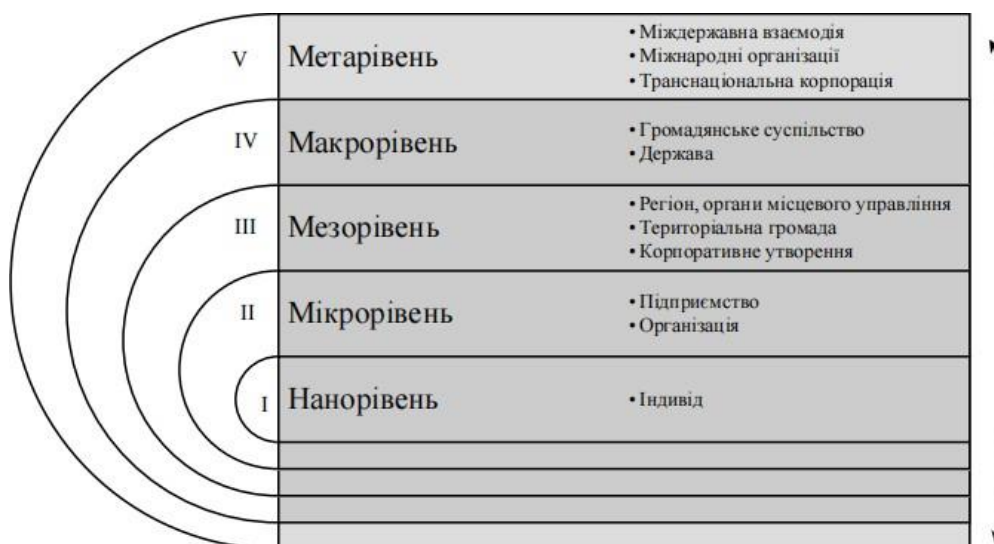 V
Метарівень
• Міждержавна взаємодія
• Міжнародні організації
• Транснаціональна корпорація
IV
Макрорівень
• Громадянське суспільство
• Держава
III
Мезорівень
• Регіон, органи місцевого управління
• Територіальна громада
• Корпоративне утворення
II
Мікрорівень
• Підприємство
• Організація
I
Нанорівень
• Індивід